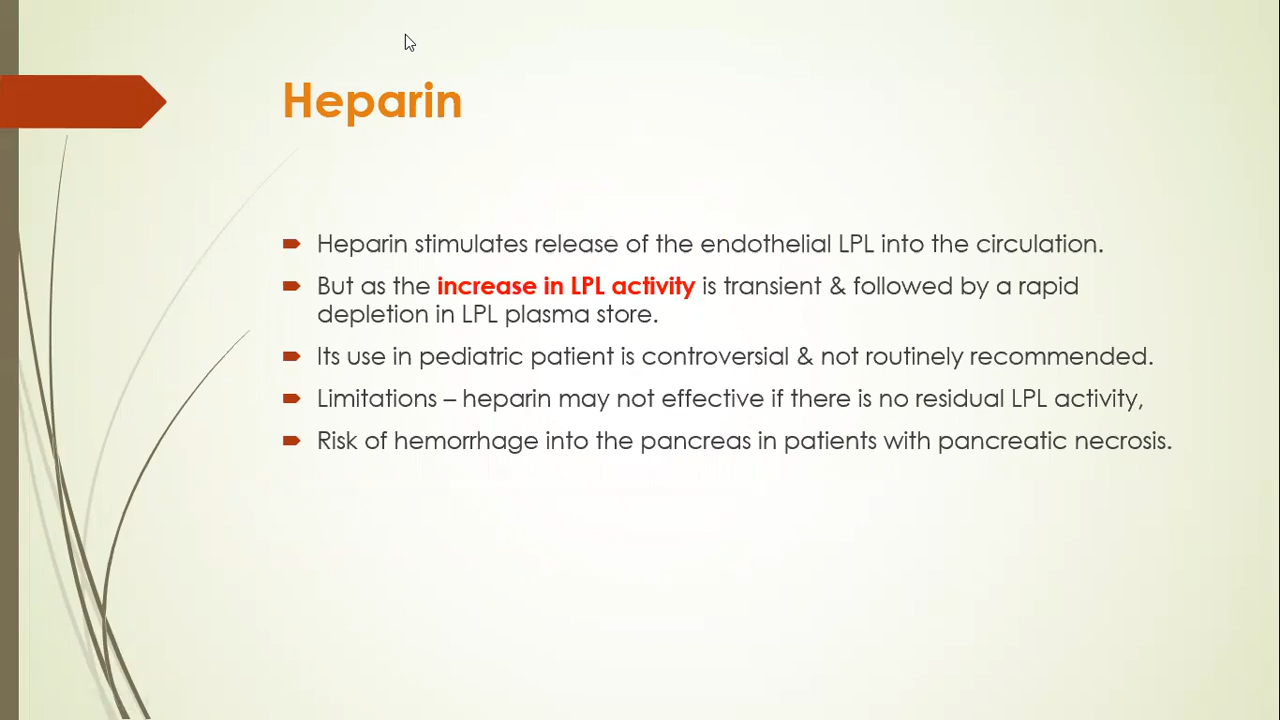 Heparin
Heparin stimulates release of the endothelial LPL into the circulation.
But as the increase in LPL activity is transient & followed by a rapid
depletion in LPL plasma store.
Its use in pediatric patient is controversial & not routinely recommended.
Limitations – heparin may not effective if there is no residual LPL activity,
Risk of hemorrhage into the pancreas in patients with pancreatic necrosis.